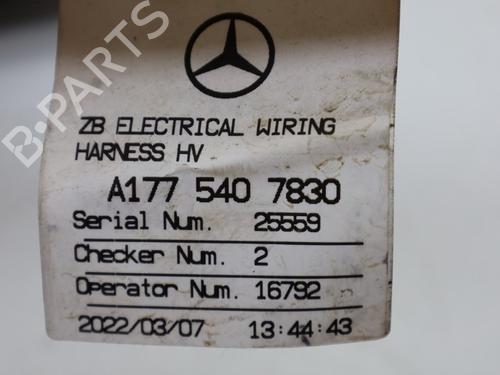 ZB ELECTRICAL WIRING
HARNESS HV
A177 540 7830
Serial Num. 25559
Checker Num. 2
Operator Num. 16792
2022/03/07 13:44:43
B-PARTS